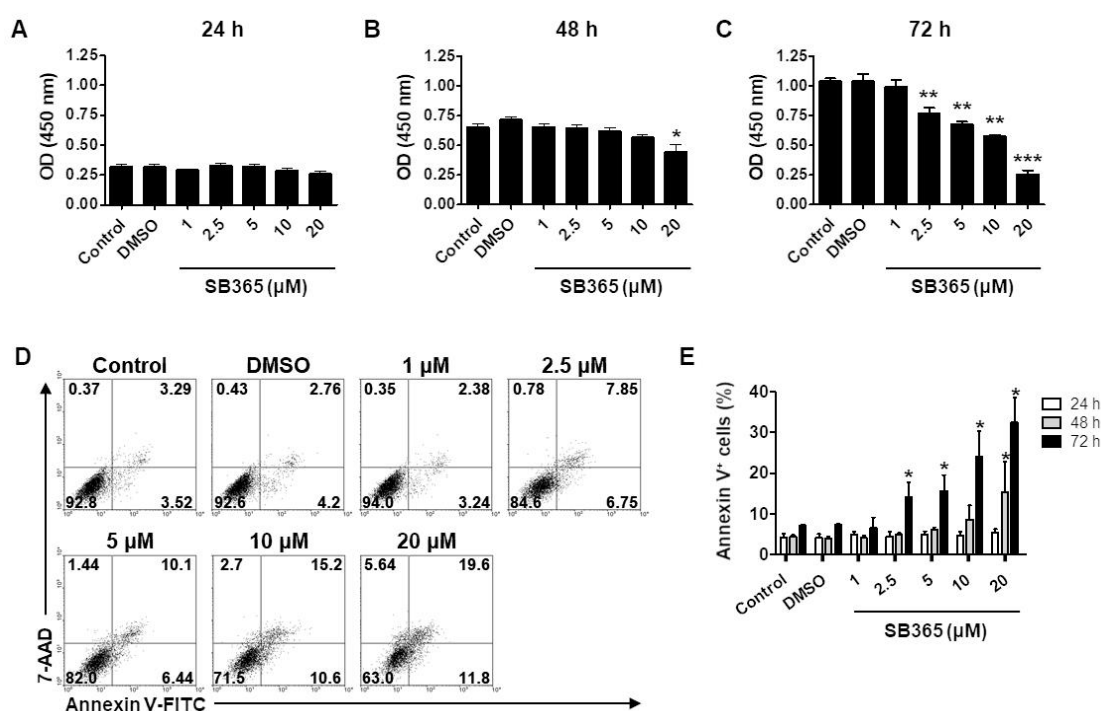 A
24 h
OD (450 nm)
1.25
1.00
0.75
0.50
0.25
0.00
Control
DMSO
1
2.5
5
10
20
SB365 (μM)
B
48 h
OD (450 nm)
1.25
1.00
0.75
0.50
0.25
0.00
*
Control
DMSO
1
2.5
5
10
20
SB365 (μM)
C
72 h
OD (450 nm)
1.25
1.00
0.75
0.50
0.25
0.00
**
**
**
***
Control
DMSO
1
2.5
5
10
20
SB365 (μM)
D
Control
0.37 3.29
92.8 3.52
DMSO
0.43 2.76
92.6 4.2
1 μM
0.35 2.38
94.0 3.24
2.5 μM
0.78 7.85
84.6 6.75
5 μM
1.44 10.1
82.0 6.44
10 μM
2.7 15.2
71.5 10.6
20 μM
5.64 19.6
63.0 11.8
7-AAD
Annexin V-FITC
E
Annexin V⁺ cells (%)
40
30
20
10
0
*
*
*
*
*
24 h
48 h
72 h
Control
DMSO
1
2.5
5
10
20
SB365 (μM)